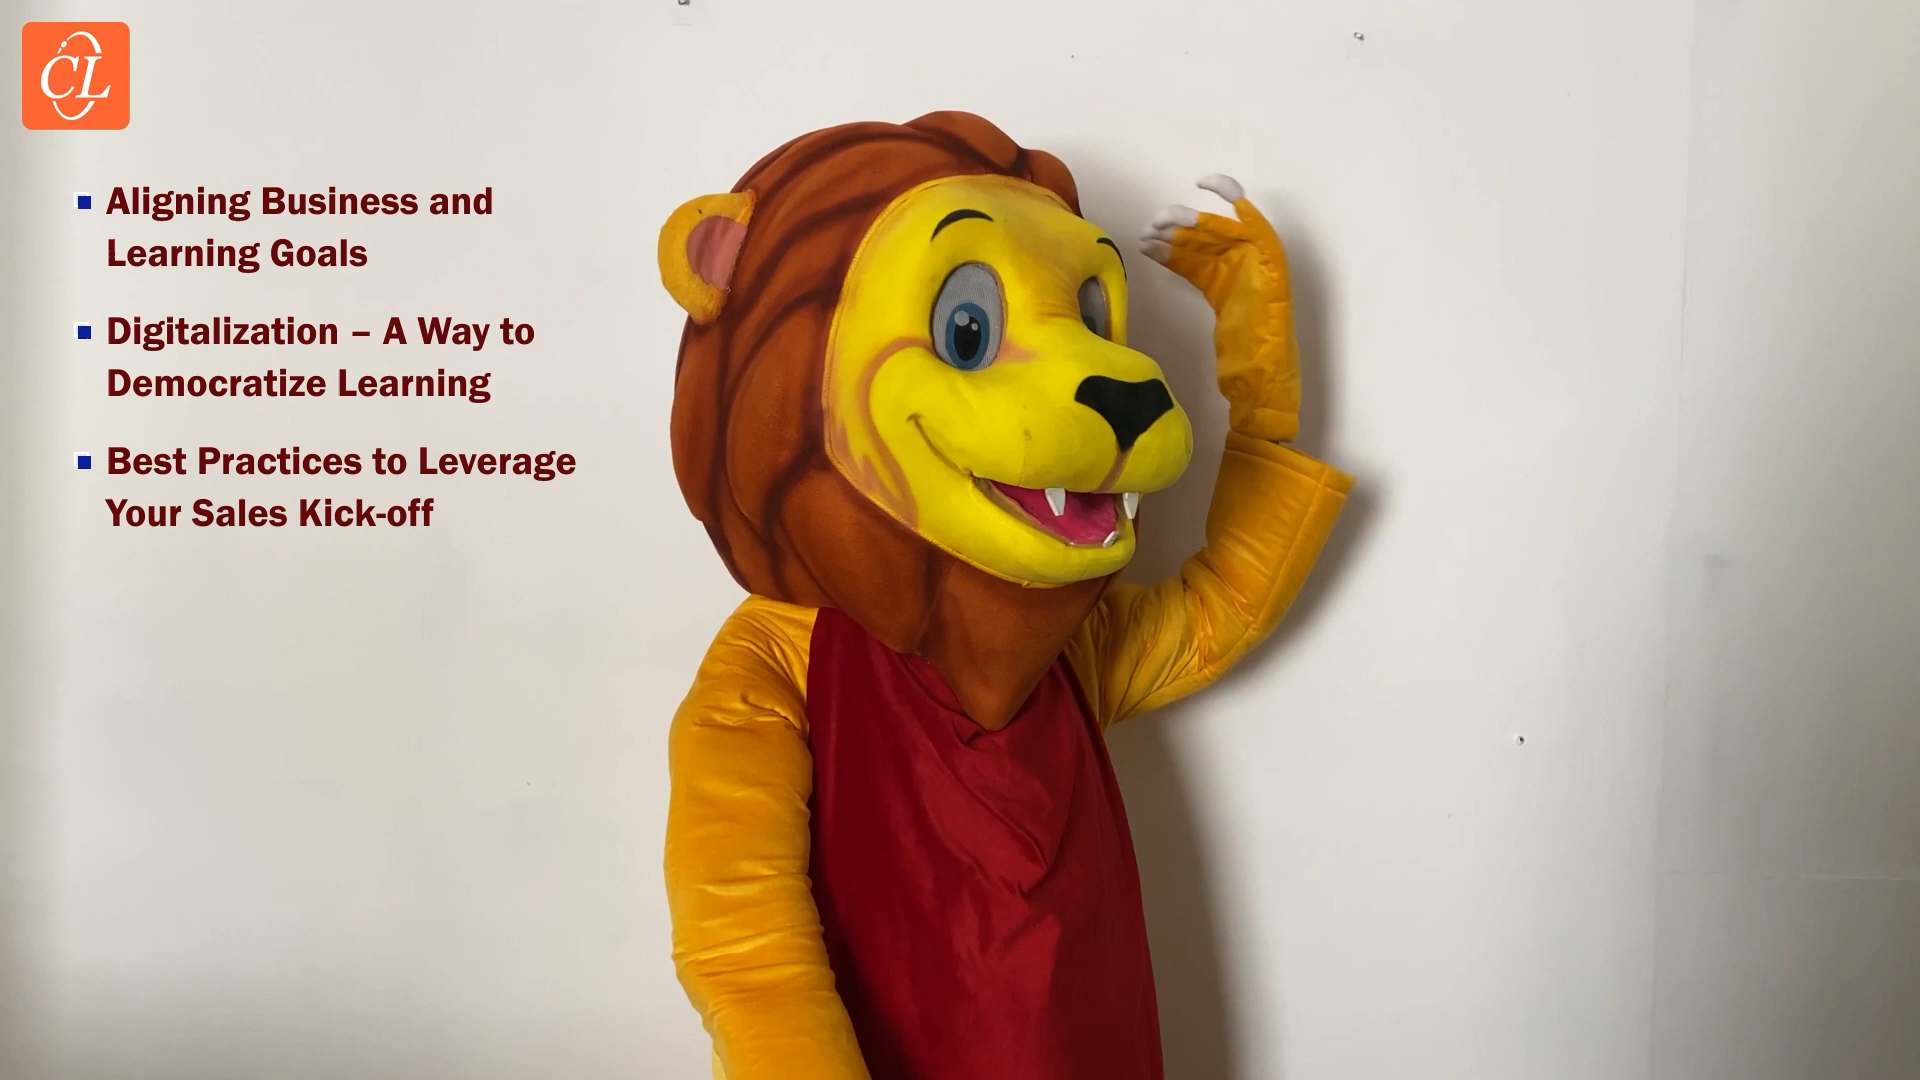 CL
Aligning Business and
Learning Goals
Digitalization – A Way to
Democratize Learning
Best Practices to Leverage
Your Sales Kick-off